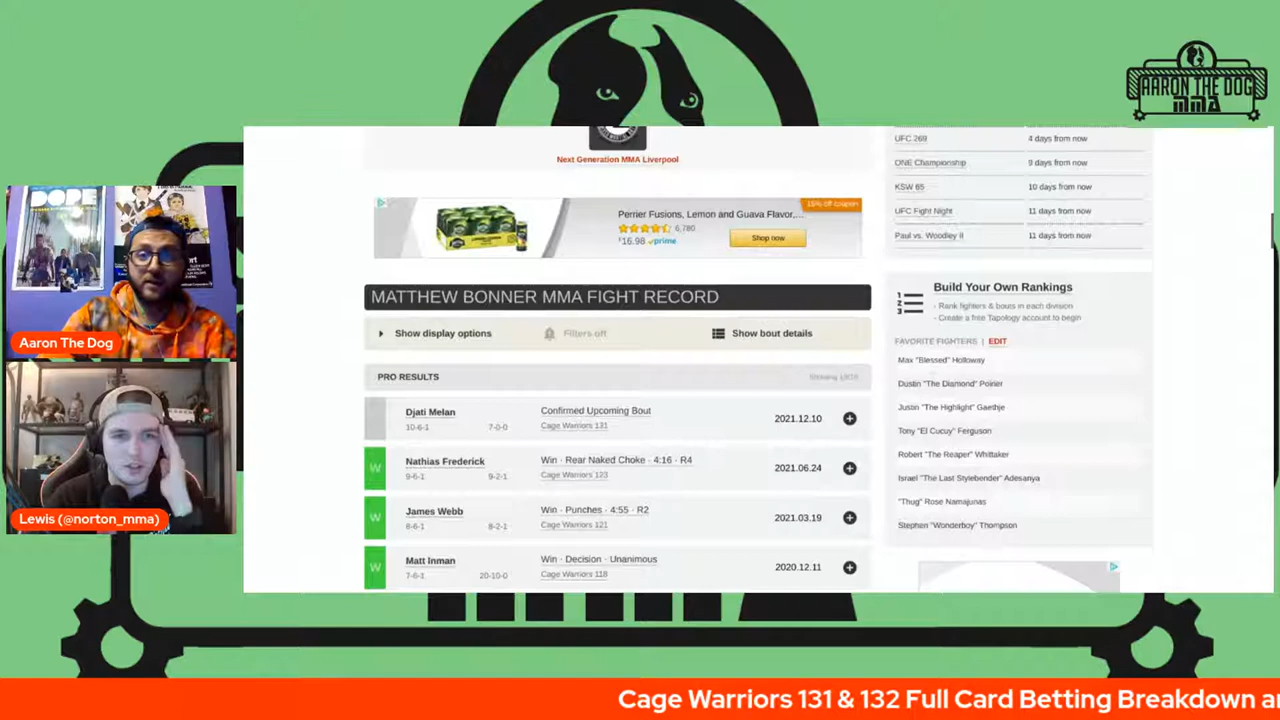 AARON THE DOG
MMA
DOPE
Aaron The Dog
Lewis (@norton_mma)
Next Generation MMA Liverpool
15% off coupon
Perrier Fusions, Lemon and Guava Flavor,...
6,780
$16.98 prime
Shop now
MATTHEW BONNER MMA FIGHT RECORD
Show display options
Filters off
Show bout details
PRO RESULTS
Djati Melan
Confirmed Upcoming Bout
2021.12.10
10-6-1
7-0-0
Cage Warriors 131
W
Nathias Frederick
Win · Rear Naked Choke · 4:16 · R4
2021.06.24
9-6-1
9-2-1
Cage Warriors 123
W
James Webb
Win · Punches · 4:55 · R2
2021.03.19
8-6-1
8-2-1
Cage Warriors 121
W
Matt Inman
Win · Decision · Unanimous
2020.12.11
7-6-1
20-10-0
Cage Warriors 118
UFC 269
4 days from now
ONE Championship
9 days from now
KSW 65
10 days from now
UFC Fight Night
11 days from now
Paul vs. Woodley II
11 days from now
1
2
3
Build Your Own Rankings
- Rank fighters & bouts in each division
- Create a free Tapology account to begin
FAVORITE FIGHTERS | EDIT
Max "Blessed" Holloway
Dustin "The Diamond" Poirier
Justin "The Highlight" Gaethje
Tony "El Cucuy" Ferguson
Robert "The Reaper" Whittaker
Israel "The Last Stylebender" Adesanya
"Thug" Rose Namajunas
Stephen "Wonderboy" Thompson
Cage Warriors 131 & 132 Full Card Betting Breakdown a